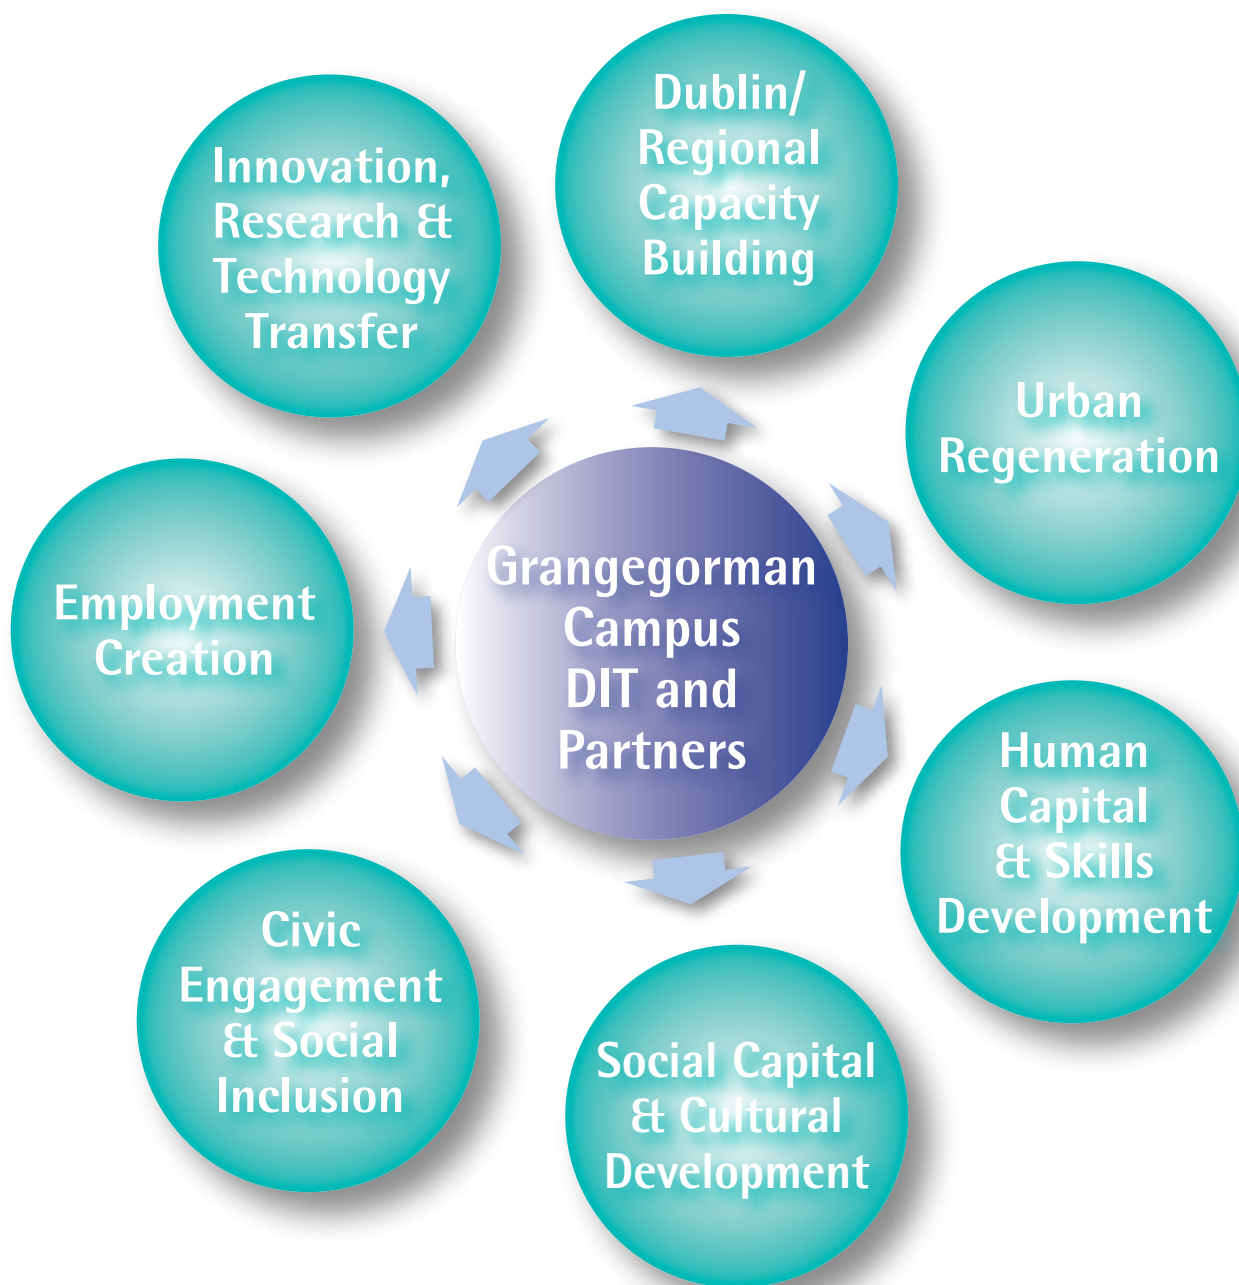 Dublin/
Regional
Capacity
Building
Innovation,
Research &
Technology
Transfer
Urban
Regeneration
Grangegorman
Campus
DIT and
Partners
Employment
Creation
Human
Capital
& Skills
Development
Civic
Engagement
& Social
Inclusion
Social Capital
& Cultural
Development